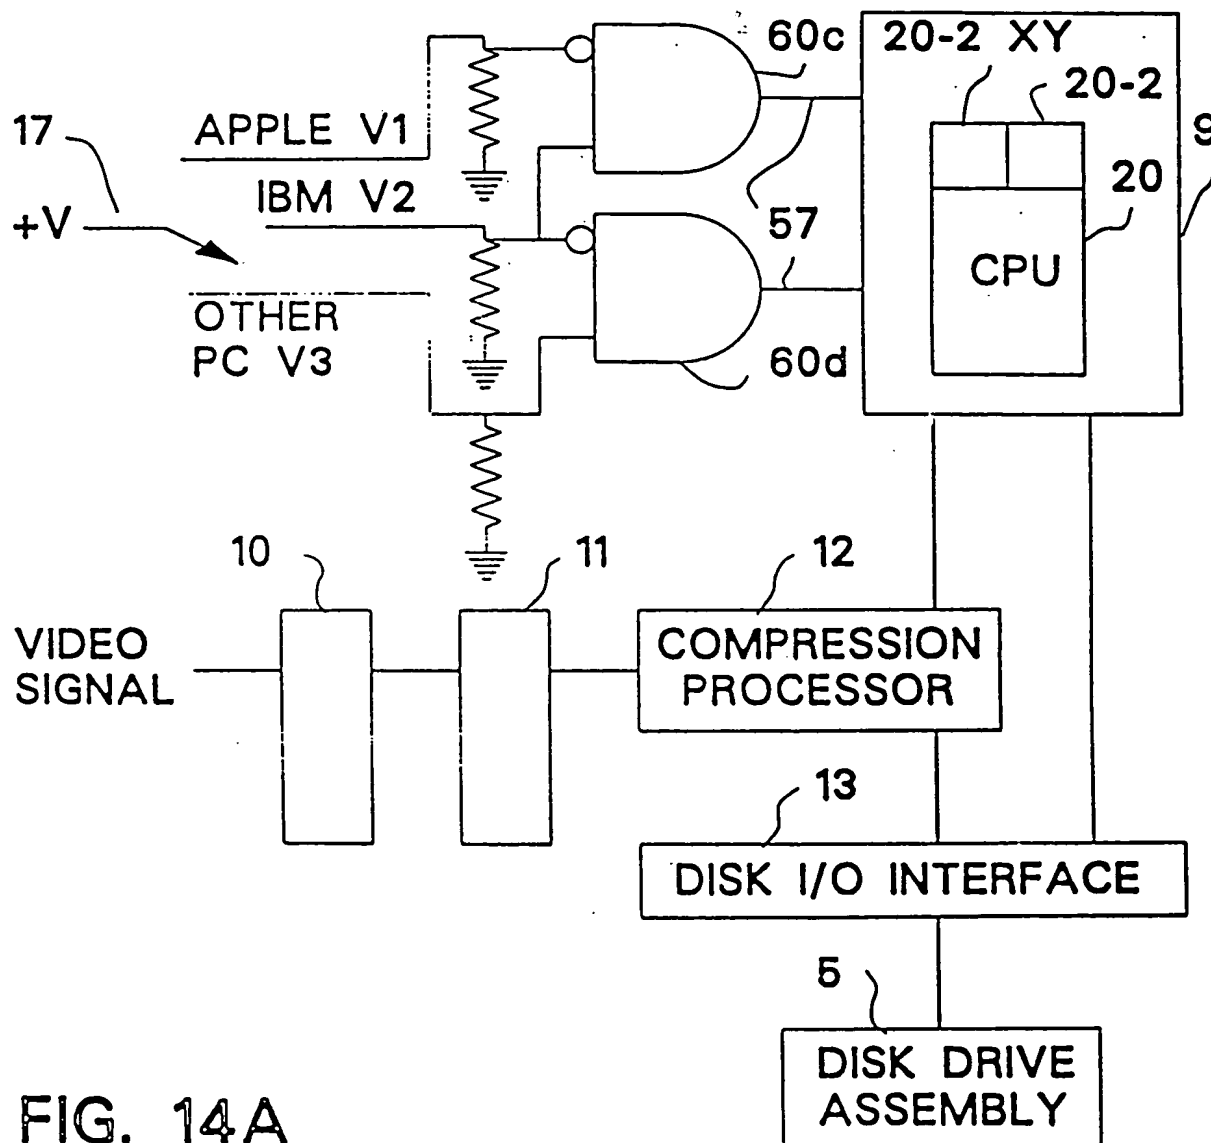 60c
20-2 XY
20-2
17
APPLE V1
9
IBM V2
20
+V
57
CPU
57
OTHER
PC V3
60d
10
11
12
VIDEO
SIGNAL
COMPRESSION
PROCESSOR
13
DISK I/O INTERFACE
5
DISK DRIVE
ASSEMBLY
FIG. 14A